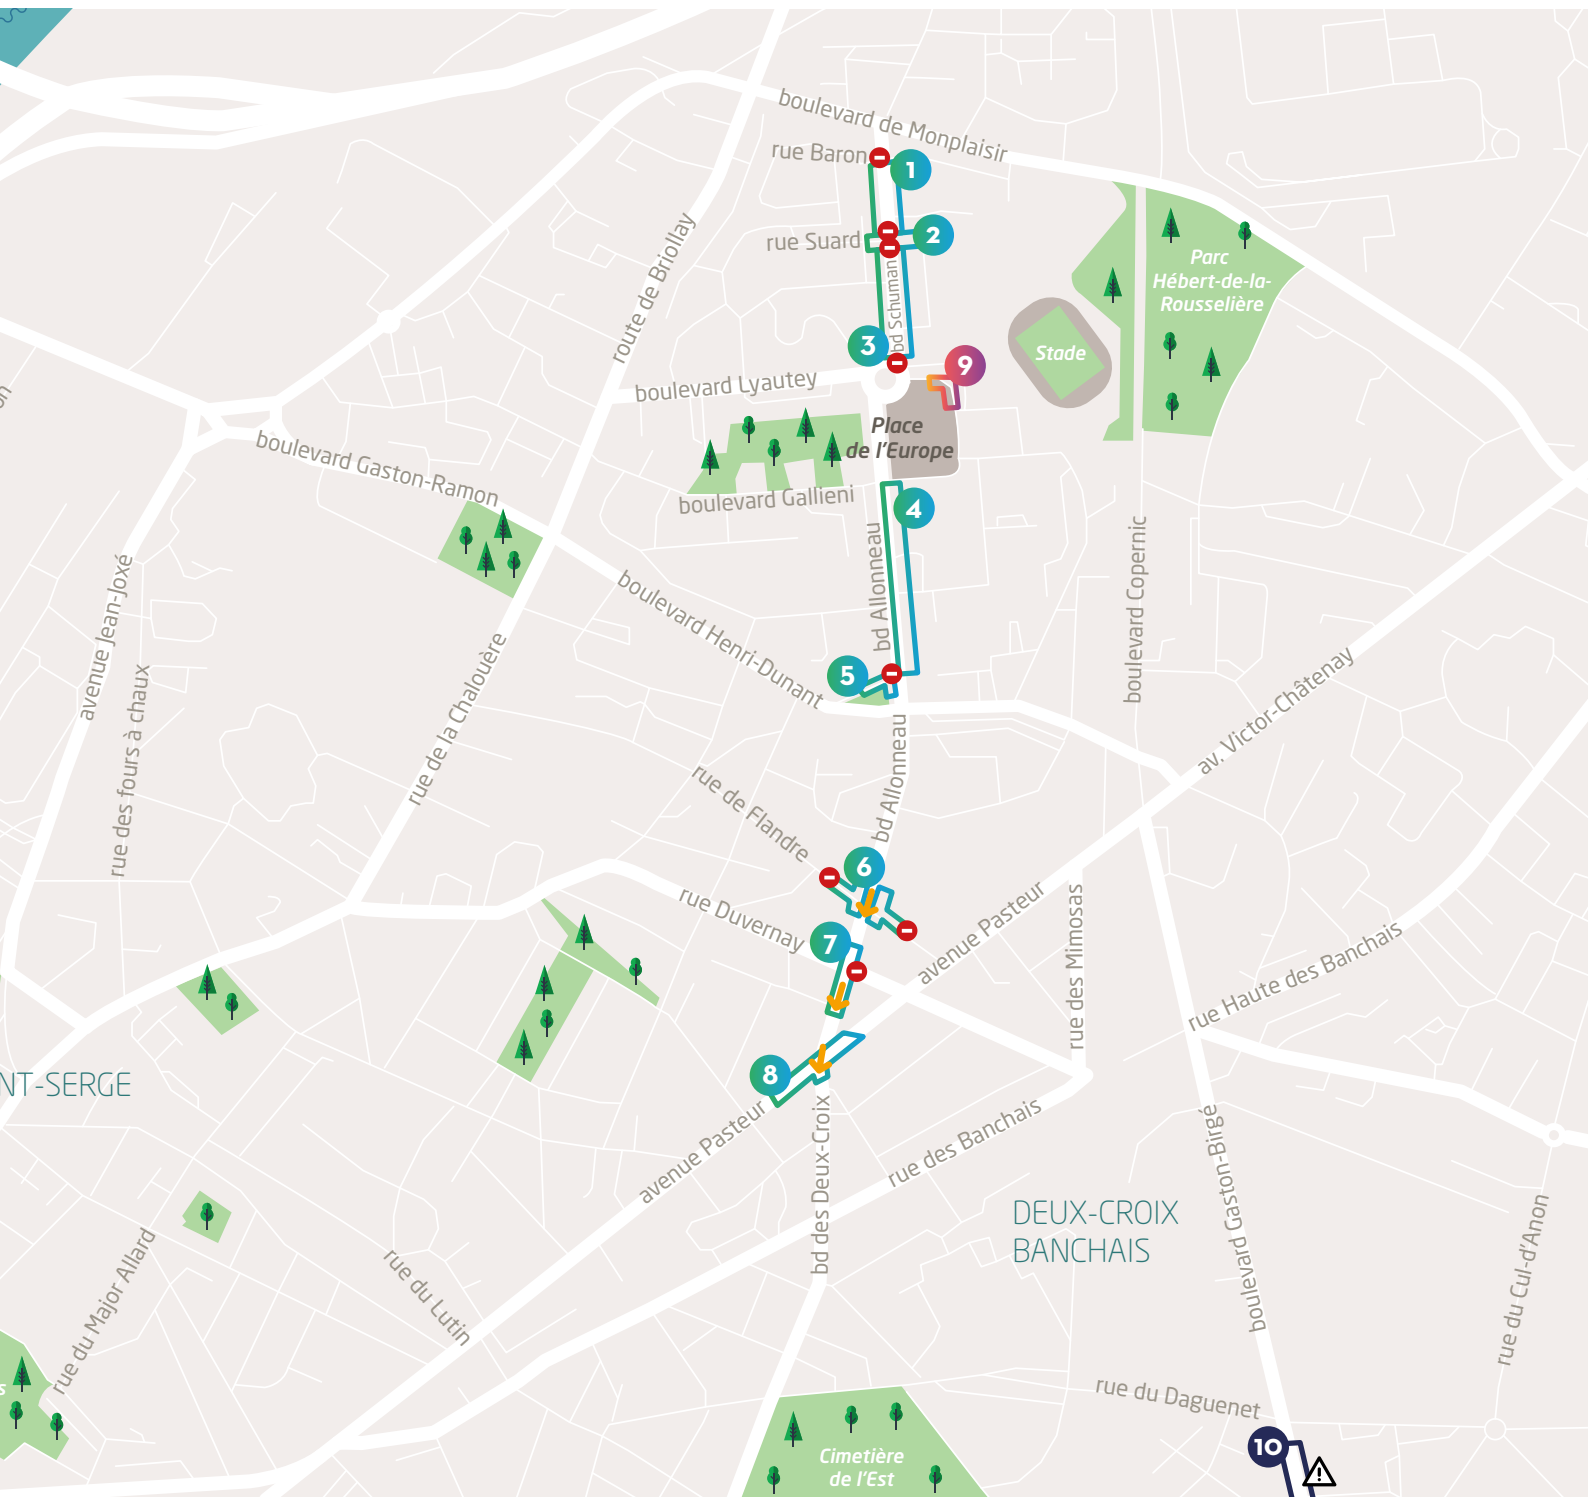 boulevard de Monplaisir
rue Baron
1
rue Suard
2
bd Schuman
route de Briollay
Parc
Hébert-de-la-
Rousselière
3
Stade
9
boulevard Lyautey
Place
de l'Europe
boulevard Gaston-Ramon
boulevard Gallieni
4
bd Allonneau
boulevard Copernic
avenue Jean-Joxé
boulevard Henri-Dunant
rue des fours à chaux
rue de la Chalouère
5
av. Victor-Châtenay
bd Allonneau
rue de Flandre
6
rue Duvernay
7
avenue Pasteur
rue des Mimosas
rue Haute des Banchais
8
NT-SERGE
avenue Pasteur
bd des Deux-Croix
rue des Banchais
boulevard Gaston-Birgé
DEUX-CROIX
BANCHAIS
rue du Major Allard
rue du Lutin
rue du Cul-d'Anon
rue du Daguenet
s
10
Cimetière
de l'Est